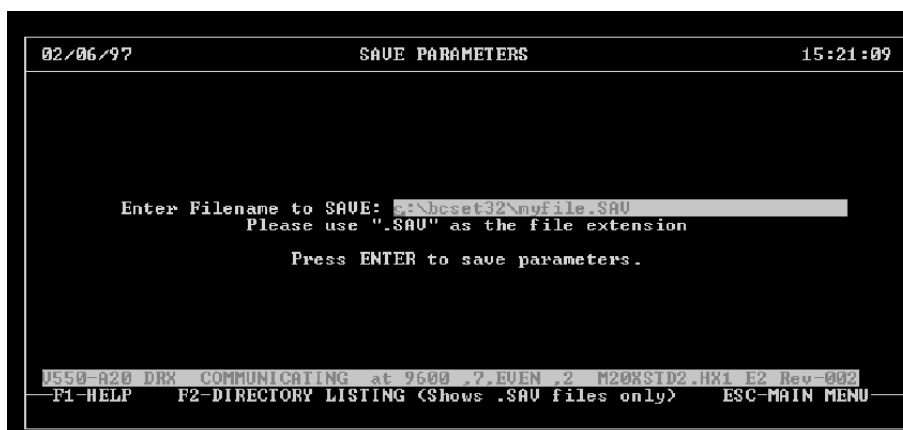 02/06/97 SAVE PARAMETERS 15:21:09
Enter Filename to SAVE: c:\bcset32\myfile.SAV
Please use ".SAV" as the file extension
Press ENTER to save parameters.
V550-A20 DRX COMMUNICATING at 9600 ,7,EVEN ,2 M20XSTD2.HX1 E2 Rev-002
F1-HELP F2-DIRECTORY LISTING (Shows .SAV files only) ESC-MAIN MENU